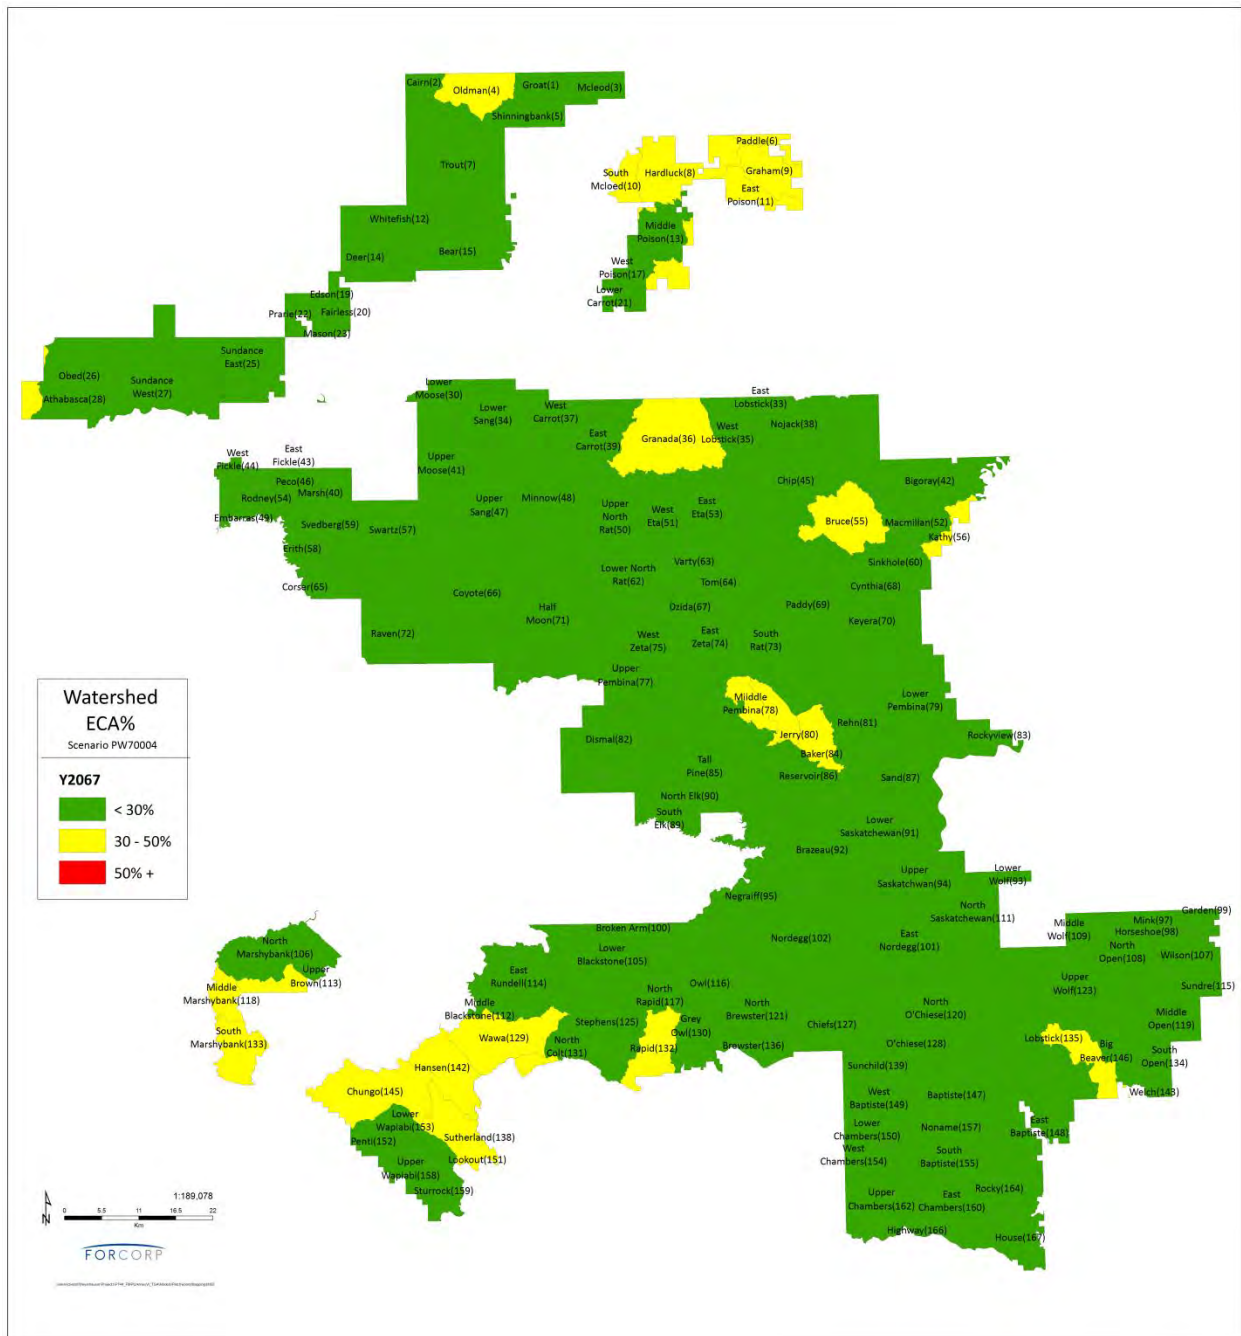 Cairn(2)
Oldman(4)
Groat(1)
Mcleod(3)
Shinningbank(5)
Trout(7)
Paddle(6)
South
Mcloed(10)
Hardluck(8)
Graham(9)
East
Poison(11)
Whitefish(12)
Middle
Poison(13)
Deer(14)
Bear(15)
West
Poison(17)
Lower
Carrot(21)
Edson(19)
Prarie(22)
Fairless(20)
Mason(23)
Sundance
East(25)
Obed(26)
Sundance
West(27)
Athabasca(28)
Lower
Moose(30)
Lower
Sang(34)
West
Carrot(37)
East
Lobstick(33)
East
Carrot(39)
Granada(36)
West
Lobstick(35)
Nojack(38)
West
Fickle(44)
East
Fickle(43)
Upper
Moose(41)
Peco(46)
Marsh(40)
Rodney(54)
Chip(45)
Bigoray(42)
Embarras(49)
Svedberg(59)
Swartz(57)
Upper
Sang(47)
Minnow(48)
Upper
North
Rat(50)
West
Eta(51)
East
Eta(53)
Bruce(55)
Macmillan(52)
Kathy(56)
Erith(58)
Sinkhole(60)
Corser(65)
Coyote(66)
Lower North
Rat(62)
Varty(63)
Tom(64)
Cynthia(68)
Half
Moon(71)
Dzida(67)
Paddy(69)
Keyera(70)
Raven(72)
West
Zeta(75)
East
Zeta(74)
South
Rat(73)
Upper
Pembina(77)
Miiddle
Pembina(78)
Lower
Pembina(79)
Dismal(82)
Jerry(80)
Rehn(81)
Rockyview(83)
Baker(84)
Tall
Pine(85)
Reservoir(86)
Sand(87)
North Elk(90)
South
Elk(89)
Lower
Saskatchewan(91)
Brazeau(92)
Watershed
ECA%
Scenario PW70004
Y2067
< 30%
30 - 50%
50% +
Upper
Saskatchwan(94)
Lower
Wolf(93)
Negraiff(95)
North
Saskatchewan(111)
Garden(99)
Mink(97)
Middle
Wolf(109)
Horseshoe(98)
Broken Arm(100)
Nordegg(102)
East
Nordegg(101)
North
Open(108)
Wilson(107)
North
Marshybank(106)
Lower
Blackstone(105)
Upper
Brown(113)
East
Rundell(114)
Owl(116)
Upper
Wolf(123)
Sundre(115)
Middle
Marshybank(118)
Middle
Blackstone(112)
North
Rapid(117)
North
Brewster(121)
North
O'Chiese(120)
Middle
Open(119)
Stephens(125)
Grey
Owl(130)
Chiefs(127)
South
Marshybank(133)
Wawa(129)
North
Colt(131)
Rapid(132)
Brewster(136)
O'chiese(128)
Lobstick(135)
Big
Beaver(146)
South
Open(134)
Hansen(142)
Sunchild(139)
Chungo(145)
West
Baptiste(149)
Baptiste(147)
Welch(143)
Lower
Wapiabi(153)
Penti(152)
Sutherland(138)
Lower
Chambers(150)
Noname(157)
East
Baptiste(148)
West
Chambers(154)
South
Baptiste(155)
Lookout(151)
Upper
Wapiabi(158)
Sturrock(159)
Upper
Chambers(162)
East
Chambers(160)
Rocky(164)
Highway(166)
House(167)
N
1:189,078
0 5.5 11 16.5 22
Km
FORCORP